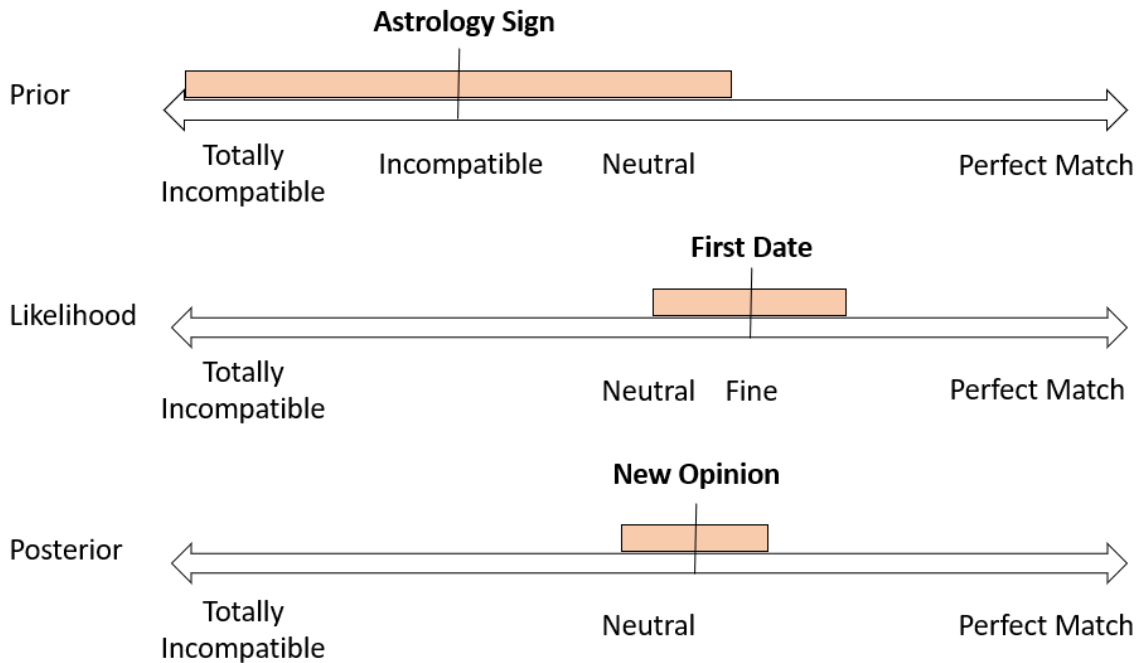 Astrology Sign
Prior
Totally
Incompatible
Incompatible
Neutral
Perfect Match
First Date
Likelihood
Totally
Incompatible
Neutral
Fine
Perfect Match
New Opinion
Posterior
Totally
Incompatible
Neutral
Perfect Match